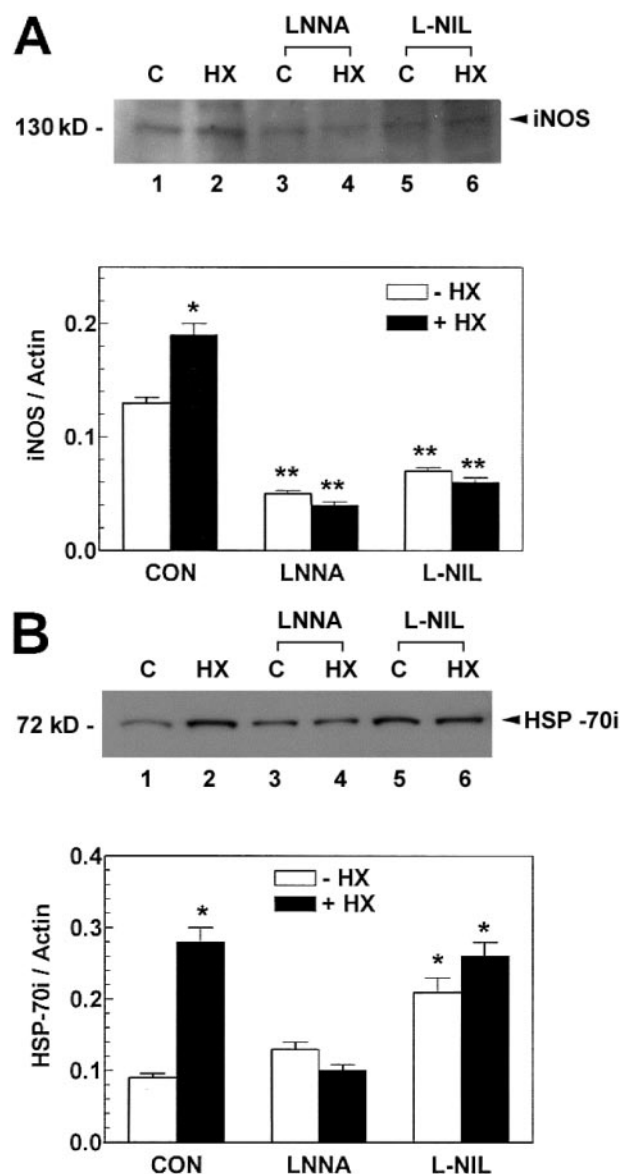 A
LNNA L-NIL
C HX C HX C HX
130 kD - iNOS
1 2 3 4 5 6
iNOS / Actin
0.2
0.1
0.0
- HX
+ HX
*
** ** ** **
CON LNNA L-NIL
B
LNNA L-NIL
C HX C HX C HX
72 kD - HSP -70i
1 2 3 4 5 6
HSP-70i / Actin
0.4
0.3
0.2
0.1
0.0
- HX
+ HX
* * *
CON LNNA L-NIL